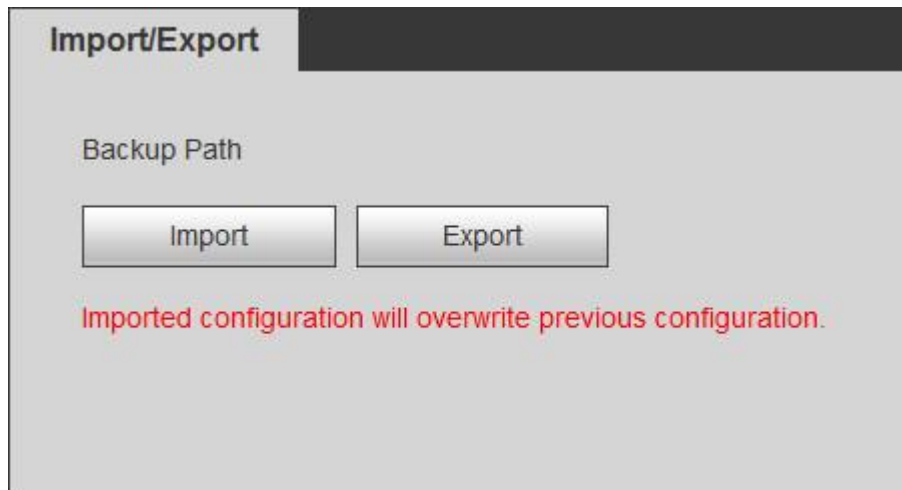 Import/Export
Backup Path
Import
Export
Imported configuration will overwrite previous configuration.